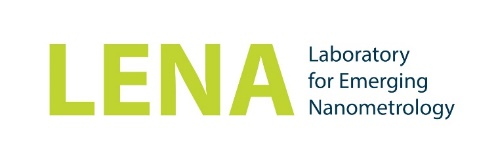 LENA
Laboratory
for Emerging
Nanometrology